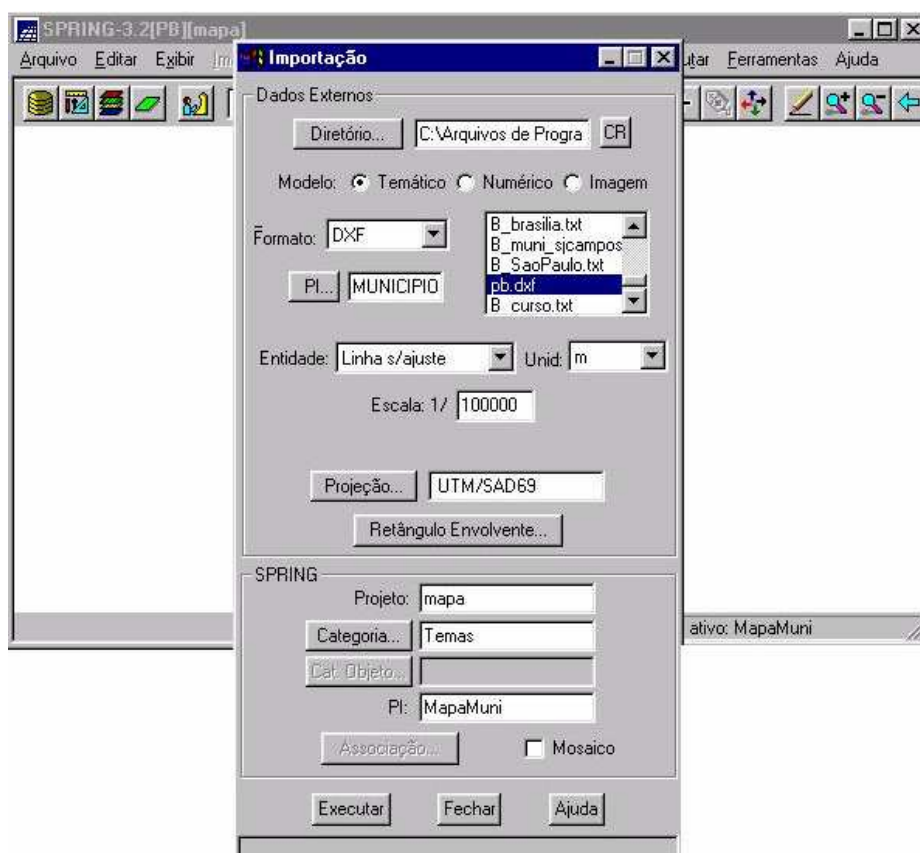 SPRING-3.2[PB][mapa]
Arquivo Editar Exibir Im
Importação
utar Ferramentas Ajuda
Dados Externos
Diretório... C:\Arquivos de Progra CR
Modelo: Temático Numérico Imagem
Formato: DXF
B_brasilia.txt
B_muni_sjcampos
B_SaoPaulo.txt
pb.dxf
B_curso.txt
PI... MUNICIPIO
Entidade: Linha s/ajuste Unid: m
Escala: 1/ 100000
Projeção... UTM/SAD69
Retângulo Envolvente...
SPRING
Projeto: mapa
Categoria... Temas
Cat. Objeto...
PI: MapaMuni
Associação... Mosaico
Executar Fechar Ajuda
ativo: MapaMuni